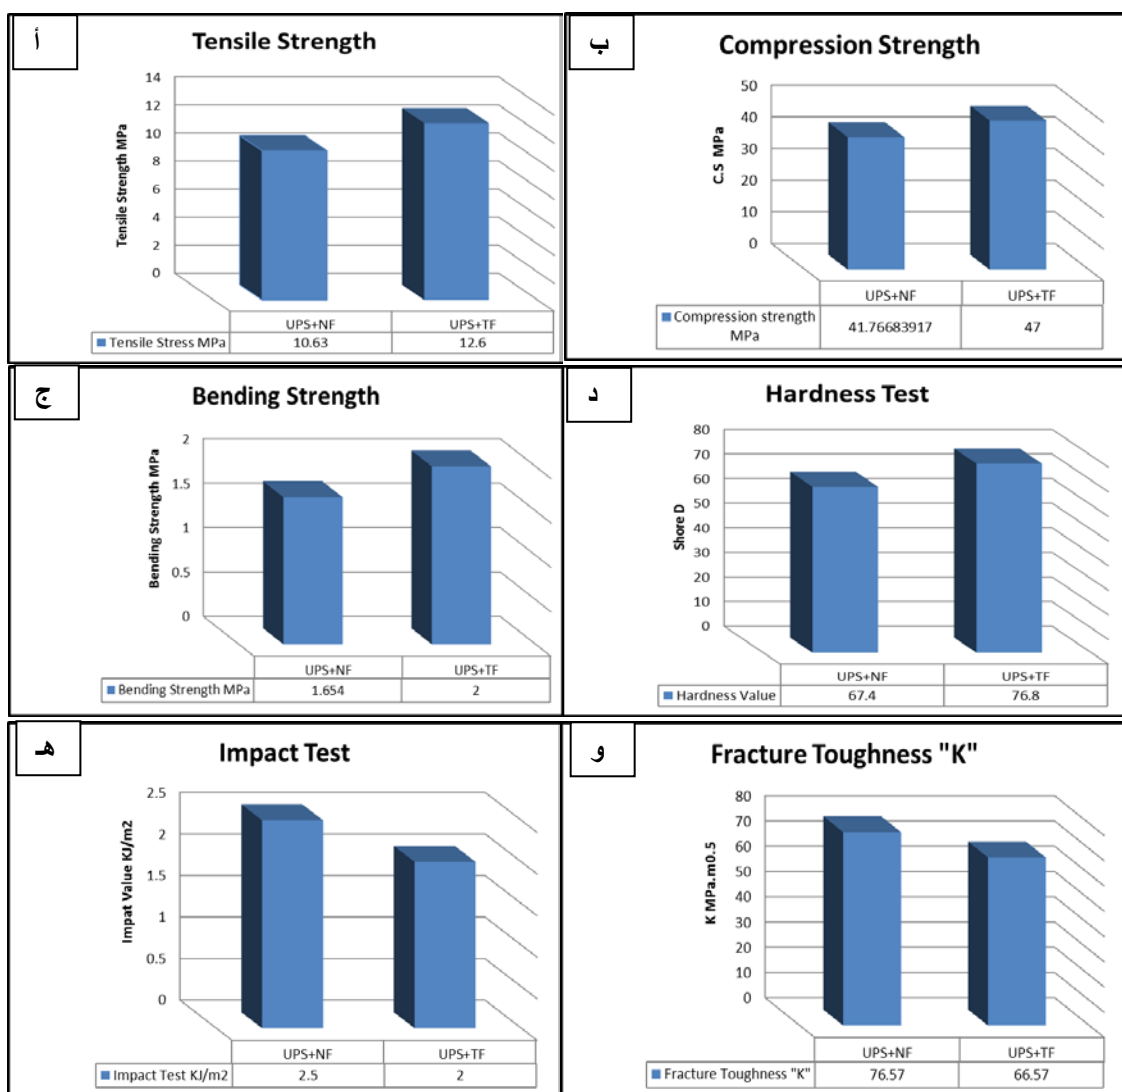 أ
Tensile Strength
Tensile Strength MPa
14
12
10
8
6
4
2
0
UPS+NF UPS+TF
Tensile Stress MPa 10.63 12.6
ب
Compression Strength
C.S MPa
50
40
30
20
10
0
UPS+NF UPS+TF
Compression strength
MPa 41.76683917 47
ج
Bending Strength
Bending Strength MPa
2
1.5
1
0.5
0
UPS+NF UPS+TF
Bending Strength MPa 1.654 2
د
Hardness Test
Shore D
80
70
60
50
40
30
20
10
0
UPS+NF UPS+TF
Hardness Value 67.4 76.8
هـ
Impact Test
Impat Value KJ/m2
2.5
2
1.5
1
0.5
0
UPS+NF UPS+TF
Impact Test KJ/m2 2.5 2
و
Fracture Toughness "K"
K MPa.m0.5
80
70
60
50
40
30
20
10
0
UPS+NF UPS+TF
Fracture Toughness "K" 76.57 66.57